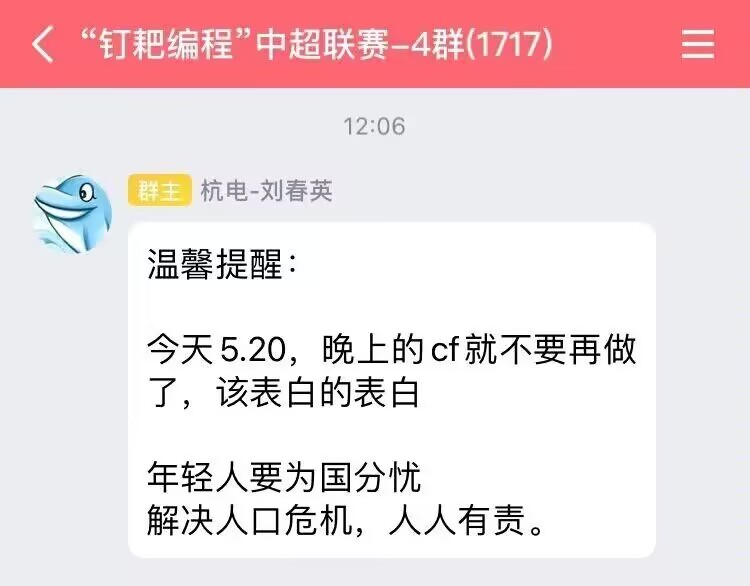 “钉耙编程”中超联赛-4群(1717)
12:06
群主 杭电-刘春英
温馨提醒：
今天5.20，晚上的cf就不要再做
了，该表白的表白
年轻人要为国分忧
解决人口危机，人人有责。